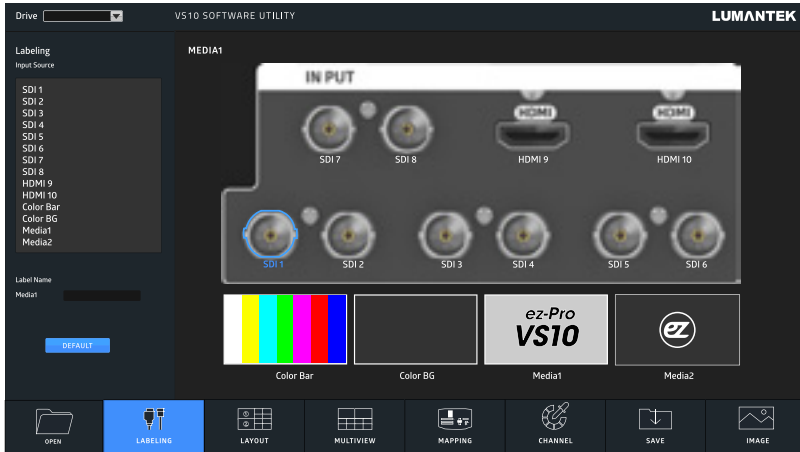 Drive
VS10 SOFTWARE UTILITY
LUMANTEK
Labeling
Input Source
SDI 1
SDI 2
SDI 3
SDI 4
SDI 5
SDI 6
SDI 7
SDI 8
HDMI 9
HDMI 10
Color Bar
Color BG
Media1
Media2
Label Name
Media1
DEFAULT
MEDIA1
IN PUT
HDMI HDMI
SDI 7 SDI 8 HDMI 9 HDMI 10
SDI 1 SDI 2 SDI 3 SDI 4 SDI 5 SDI 6
ez-Pro
VS10
ez
Color Bar Color BG Media1 Media2
① ②
OPEN LABELING LAYOUT MULTIVIEW MAPPING CHANNEL SAVE IMAGE